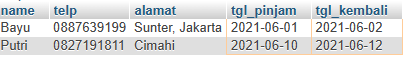 name telp alamat tgl_pinjam tgl_kembali
Bayu 0887639199 Sunter, Jakarta 2021-06-01 2021-06-02
Putri 0827191811 Cimahi 2021-06-10 2021-06-12